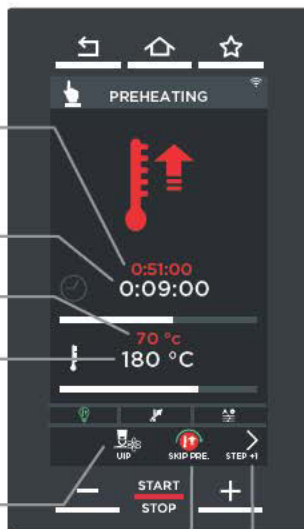 PREHEATING
0:51:00
0:09:00
70 °c
180 °C
UIP
SKIP PRE.
STEP +1
START
STOP